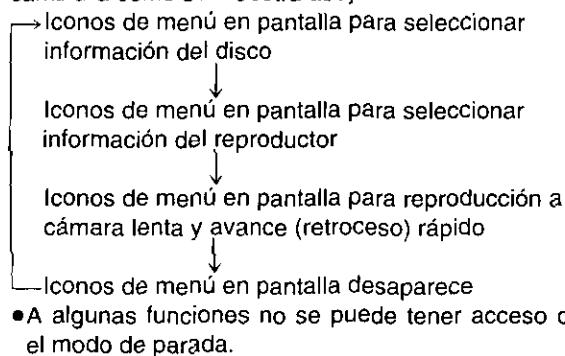 Iconos de menú en pantalla para seleccionar
información del disco
Iconos de menú en pantalla para seleccionar
información del reproductor
Iconos de menú en pantalla para reproducción a
cámara lenta y avance (retroceso) rápido
Iconos de menú en pantalla desaparece
●A algunas funciones no se puede tener acceso
el modo de parada.